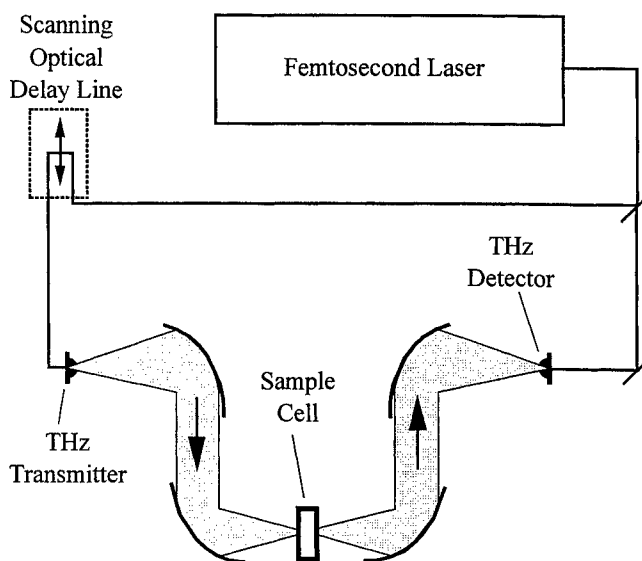 Scanning
Optical
Delay Line
Femtosecond Laser
THz
Detector
Sample
Cell
THz
Transmitter